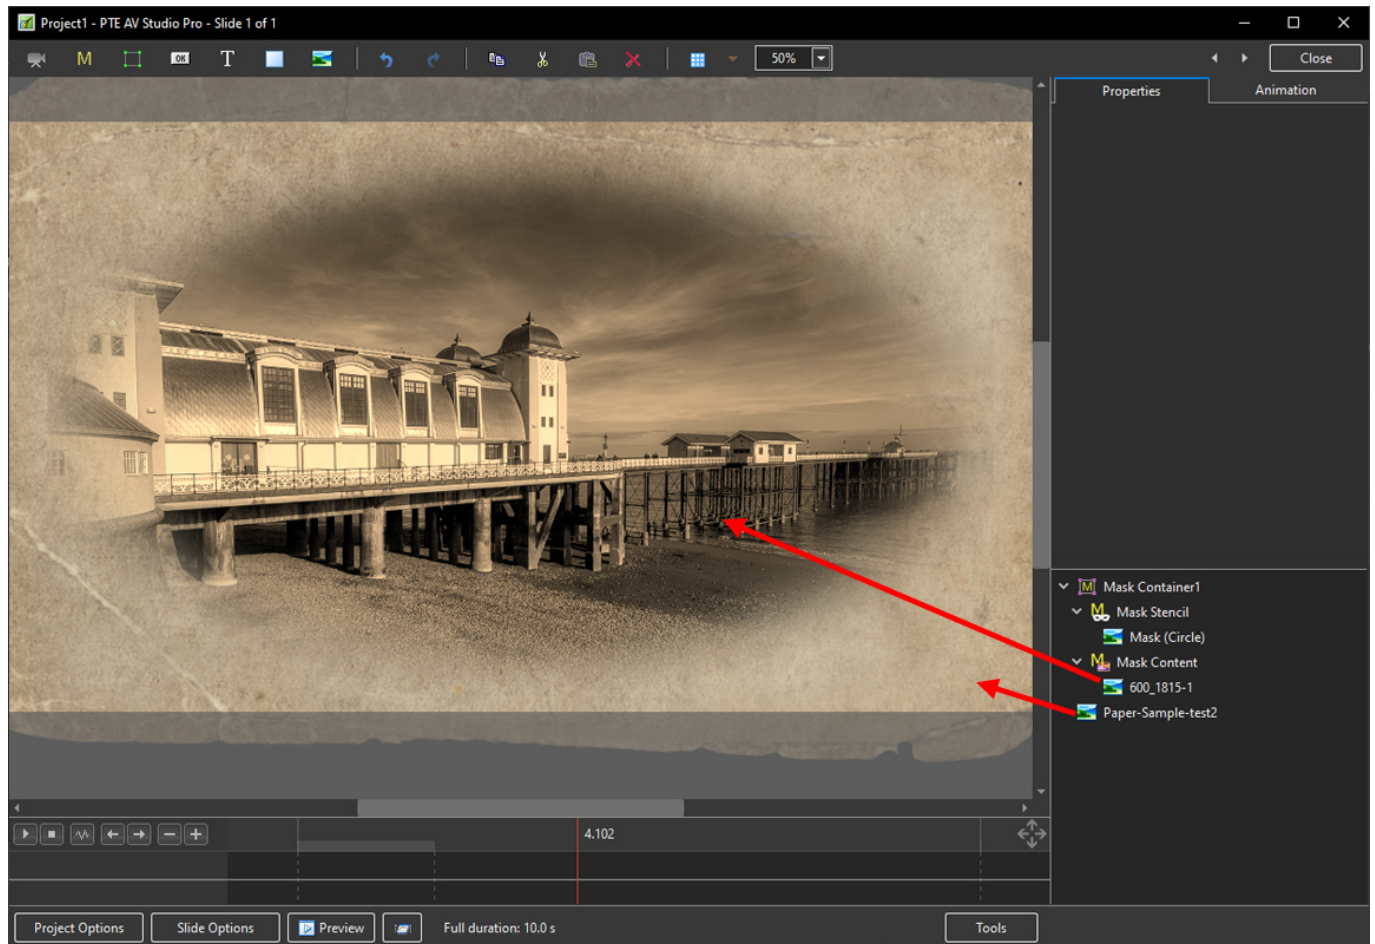 Project1 - PTE AV Studio Pro - Slide 1 of 1
M
OK
T
50%
Close
Properties
Animation
Mask Container1
Mask Stencil
Mask (Circle)
Mask Content
600_1815-1
Paper-Sample-test2
4.102
Project Options
Slide Options
Preview
Full duration: 10.0 s
Tools